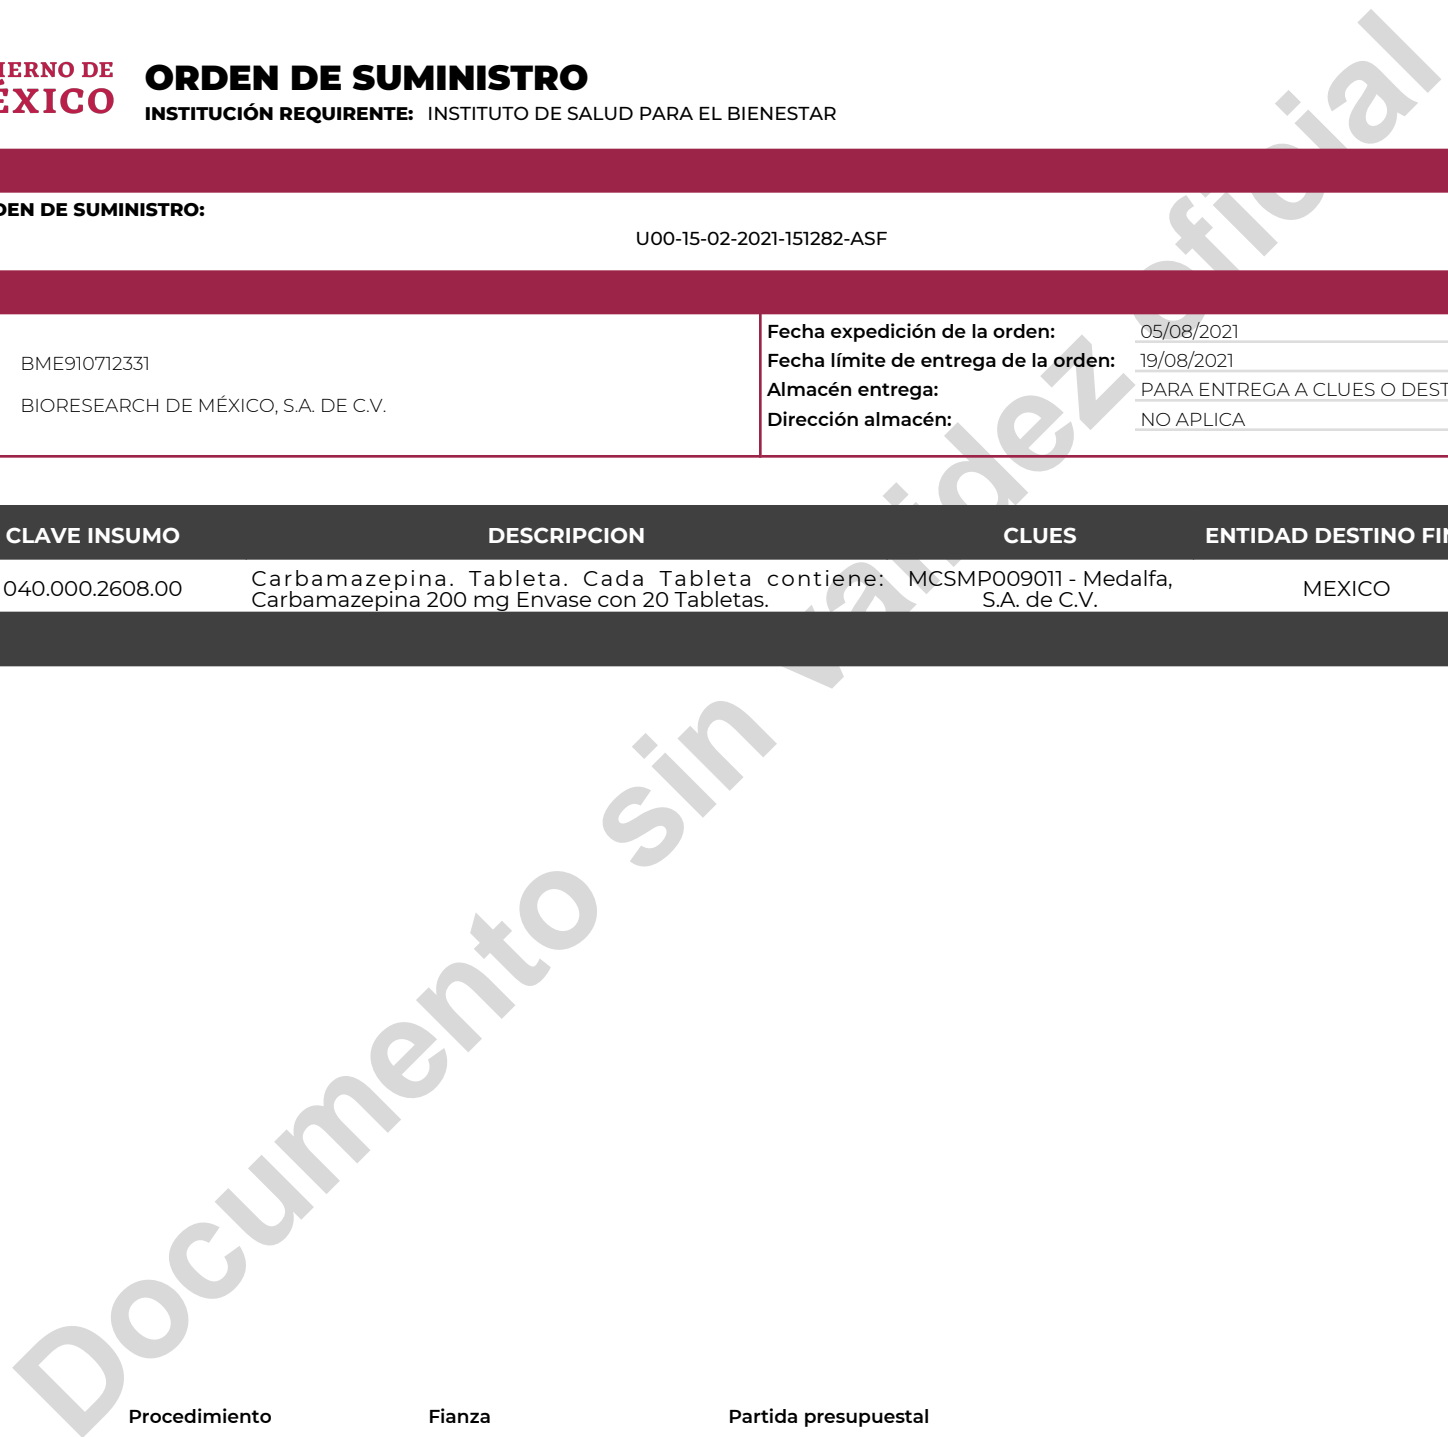 IERNO DE
ÉXICO
ORDEN DE SUMINISTRO
INSTITUCIÓN REQUIRENTE: INSTITUTO DE SALUD PARA EL BIENESTAR
DEN DE SUMINISTRO:
U00-15-02-2021-151282-ASF
BME910712331
BIORESEARCH DE MÉXICO, S.A. DE C.V.
Fecha expedición de la orden: 05/08/2021
Fecha límite de entrega de la orden: 19/08/2021
Almacén entrega: PARA ENTREGA A CLUES O DEST
Dirección almacén: NO APLICA
CLAVE INSUMO DESCRIPCION CLUES ENTIDAD DESTINO FIN
040.000.2608.00
Carbamazepina. Tableta. Cada Tableta contiene:
Carbamazepina 200 mg Envase con 20 Tabletas.
MCSMP009011 - Medalfa,
S.A. de C.V.
MEXICO
Documento sin validez oficial
Procedimiento Fianza Partida presupuestal